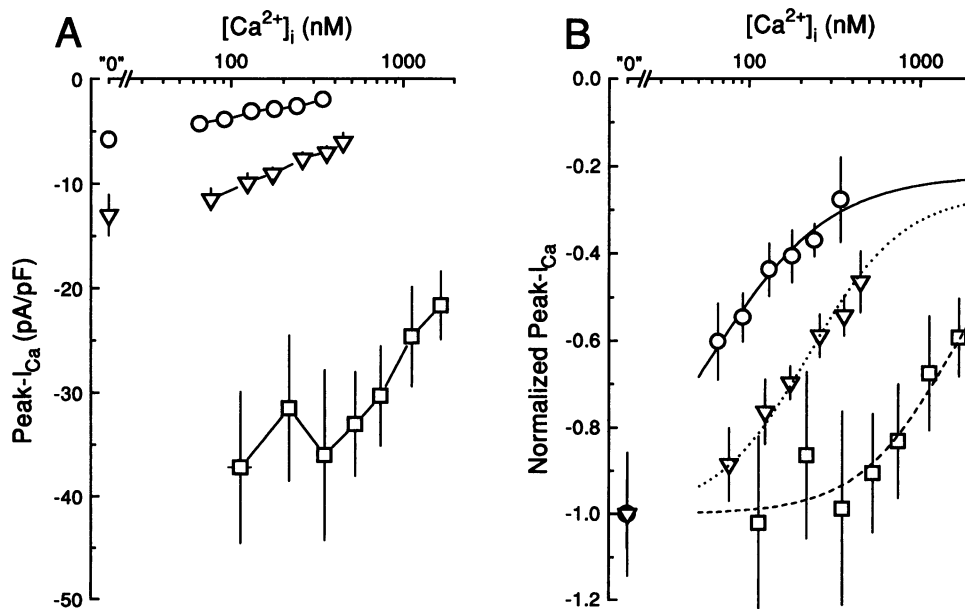 A
[Ca2+]i (nM)
"0" 100 1000
0
-10
-20
-30
-40
-50
Peak-ICa (pA/pF)
B
[Ca2+]i (nM)
"0" 100 1000
0.0
-0.2
-0.4
-0.6
-0.8
-1.0
-1.2
Normalized Peak-ICa